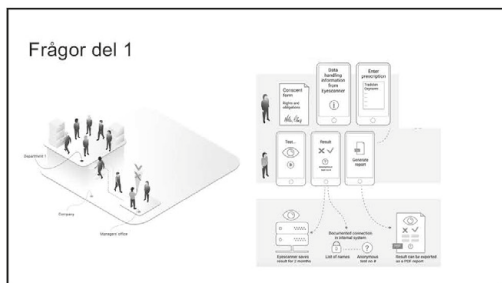 Frågor del 1
Department 1
Company
Managers office
Consent
form
Rights and
obligations
Data
handling
information
from
Eyescanner
Enter
prescription
Test...
Result
Generate
report
Eyescanner saves
result for 3 months
Documented connection
in internal system
List of names
Anonymous
test nr #
Result can be exported
as a PDF report